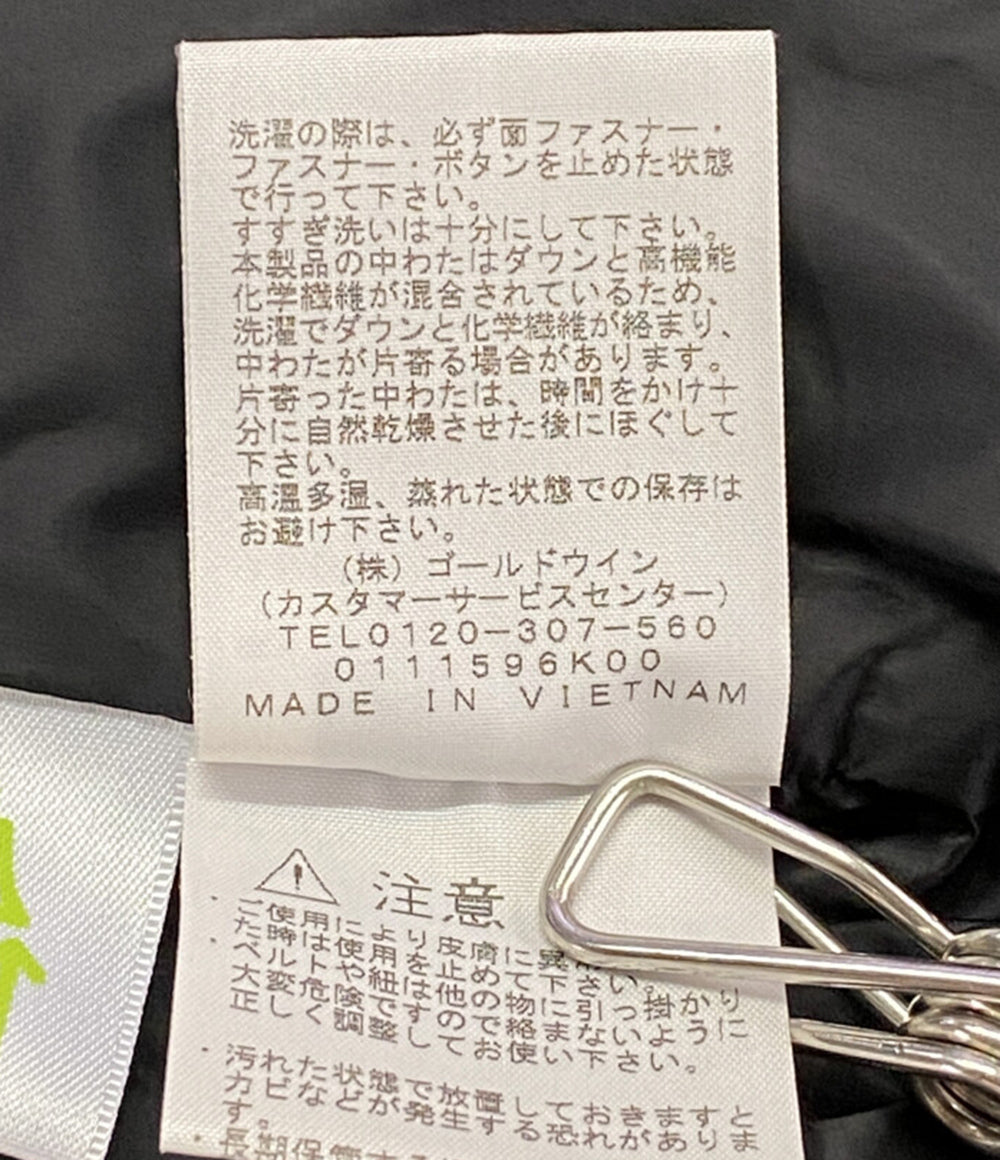 洗濯の際は、必ず面ファスナー・
ファスナー・ボタンを止めた状態
で行って下さい。
すすぎ洗いは十分にして下さい。
本製品の中わたはダウンと高機能
化学繊維が混合されているため、
洗濯でダウンと化学繊維が絡まり、
中わたが片寄る場合があります。
片寄った中わたは、時間をかけ十
分に自然乾燥させた後にほぐして
下さい。
高温多湿、蒸れた状態での保存は
お避け下さい。
(株)ゴールドウイン
(カスタマーサービスセンター)
TEL0120-307-560
0111596K00
MADE IN VIETNAM
注意
・ご使用により皮膚に異
た時は使用を止めて下さい。
・ベルトや紐は他の物に引っ掛かり
大変危険ですので絡まないように
正しく調整してお使い下さい。
・汚れた状態で放置しておきますと
カビなどが発生する恐れがありま
す。
・長期保管する